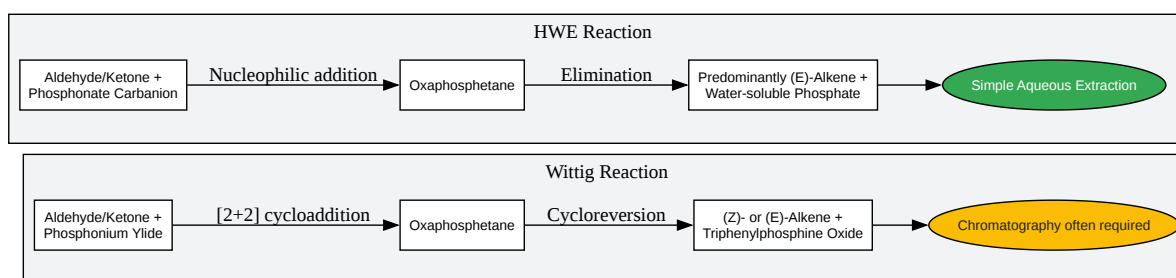 HWE Reaction
Aldehyde/Ketone +
Phosphonate Carbanion
Nucleophilic addition
Oxaphosphetane
Elimination
Predominantly (E)-Alkene +
Water-soluble Phosphate
Simple Aqueous Extraction
Wittig Reaction
Aldehyde/Ketone +
Phosphonium Ylide
[2+2] cycloaddition
Oxaphosphetane
Cycloreversion
(Z)- or (E)-Alkene +
Triphenylphosphine Oxide
Chromatography often required